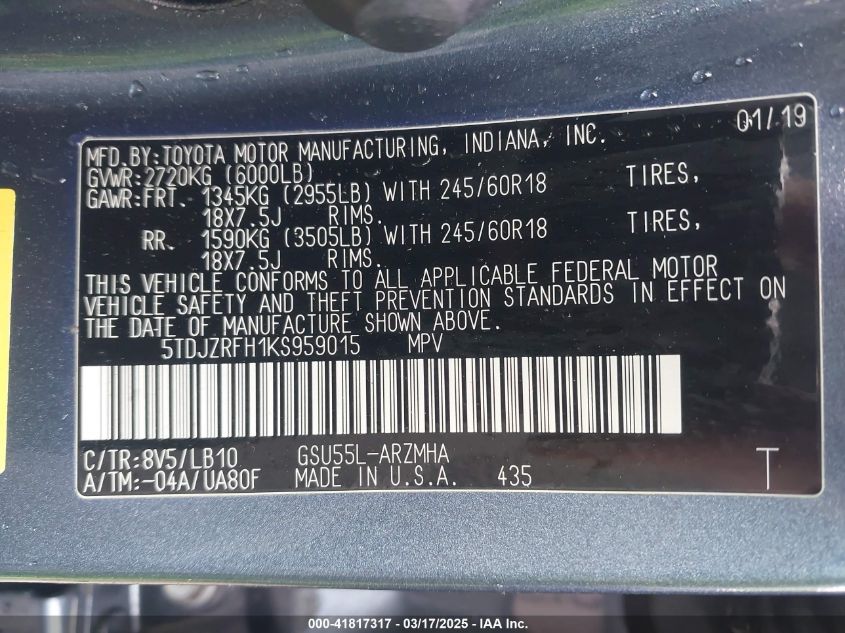 01/19
MFD.BY:TOYOTA MOTOR MANUFACTURING, INDIANA, INC.
GVWR:2720KG (6000LB)
GAWR:FRT. 1345KG (2955LB) WITH 245/60R18 TIRES,
18X7.5J RIMS.
RR. 1590KG (3505LB) WITH 245/60R18 TIRES,
18X7.5J RIMS.
THIS VEHICLE CONFORMS TO ALL APPLICABLE FEDERAL MOTOR
VEHICLE SAFETY AND THEFT PREVENTION STANDARDS IN EFFECT ON
THE DATE OF MANUFACTURE SHOWN ABOVE.
5TDJZRFH1KS959015 MPV
C/TR:8V5/LB10 GSU55L-ARZMHA
A/TM:-04A/UA80F MADE IN U.S.A. 435 T
000-41817317 - 03/17/2025 - IAA Inc.